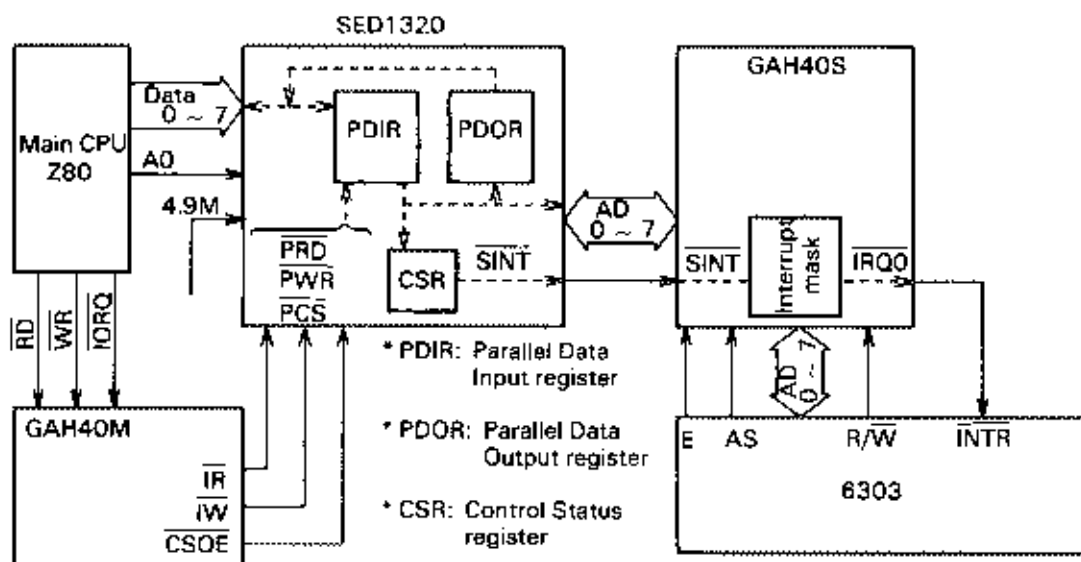 SED1320
GAH40S
Main CPU
Z80
Data
0 ~ 7
A0
4.9M
PDIR
PDOR
PRD
PWR
PCS
CSR
SINT
AD
0 ~ 7
SINT
Interrupt
mask
IRQ0
RD
WR
IORQ
* PDIR: Parallel Data
Input register
* PDOR: Parallel Data
Output register
* CSR: Control Status
register
GAH40M
IR
IW
CSOE
AD
0 ~ 7
E
AS
R/W
INTR
6303